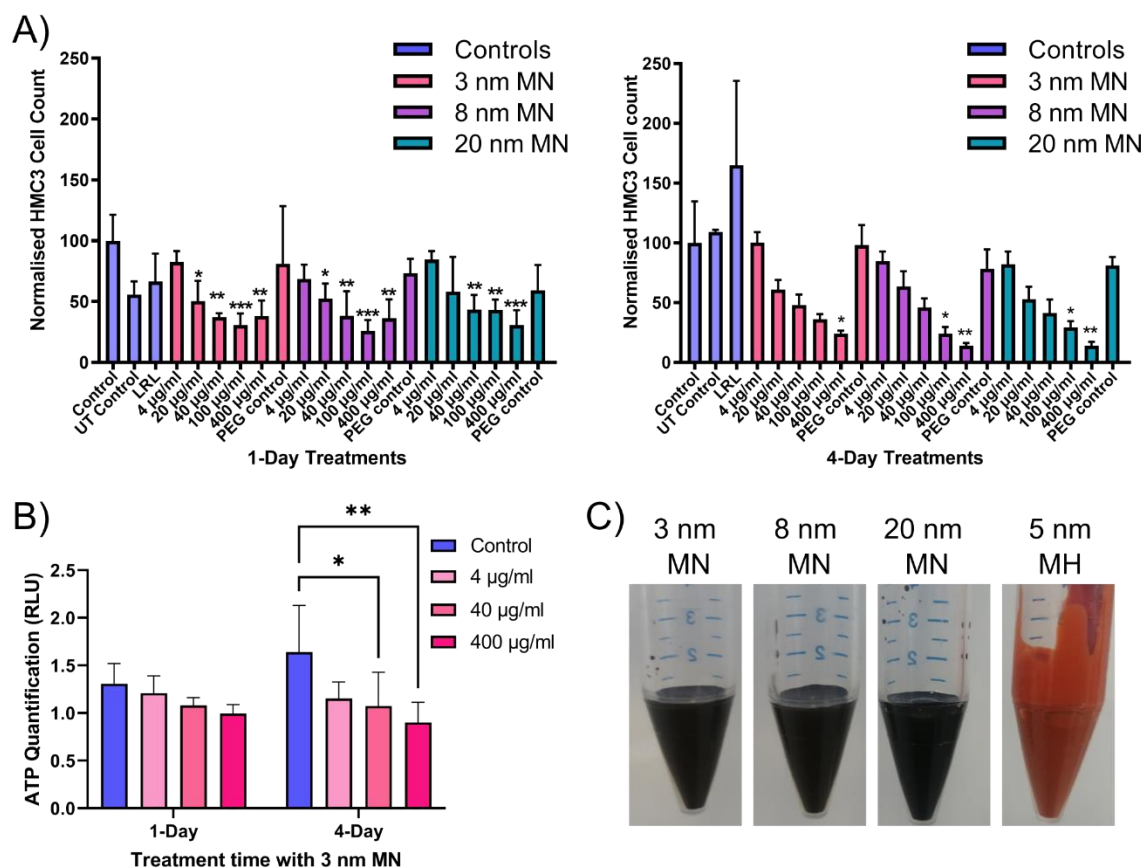 A)
Normalised HMC3 Cell Count
250
200
150
100
50
0
Controls
3 nm MN
8 nm MN
20 nm MN
*
**
***
**
*
**
***
**
**
**
***
Control
UT Control
LRL
4 µg/ml
20 µg/ml
40 µg/ml
100 µg/ml
400 µg/ml
PEG control
4 µg/ml
20 µg/ml
40 µg/ml
100 µg/ml
400 µg/ml
PEG control
4 µg/ml
20 µg/ml
40 µg/ml
100 µg/ml
400 µg/ml
PEG control
1-Day Treatments
Normalised HMC3 Cell count
250
200
150
100
50
0
Controls
3 nm MN
8 nm MN
20 nm MN
*
*
**
*
**
Control
UT Control
LRL
4 µg/ml
20 µg/ml
40 µg/ml
100 µg/ml
400 µg/ml
PEG control
4 µg/ml
20 µg/ml
40 µg/ml
100 µg/ml
400 µg/ml
PEG control
4 µg/ml
20 µg/ml
40 µg/ml
100 µg/ml
400 µg/ml
PEG control
4-Day Treatments
B)
ATP Quantification (RLU)
2.5
2.0
1.5
1.0
0.5
0.0
**
*
Control
4 µg/ml
40 µg/ml
400 µg/ml
1-Day
4-Day
Treatment time with 3 nm MN
C)
3 nm
MN
8 nm
MN
20 nm
MN
5 nm
MH
3
2
3
2
3
2
3
2